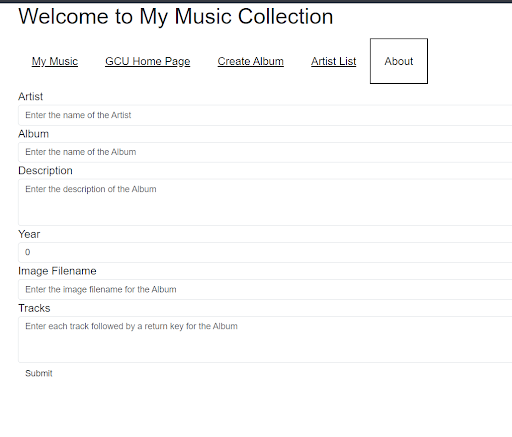 Welcome to My Music Collection
My Music GCU Home Page Create Album Artist List About
Artist
Enter the name of the Artist
Album
Enter the name of the Album
Description
Enter the description of the Album
Year
0
Image Filename
Enter the image filename for the Album
Tracks
Enter each track followed by a return key for the Album
Submit